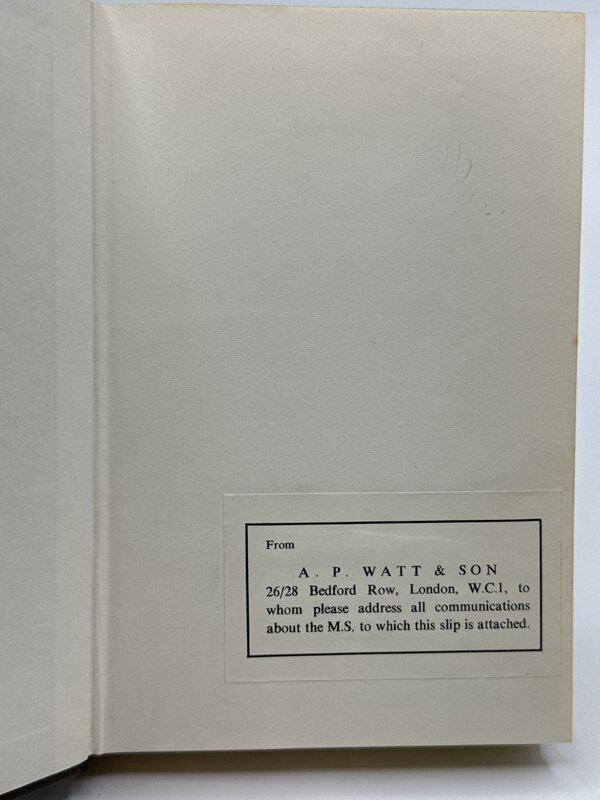 From
A. P. WATT & SON
26/28 Bedford Row, London, W.C.1, to
whom please address all communications
about the M.S. to which this slip is attached.